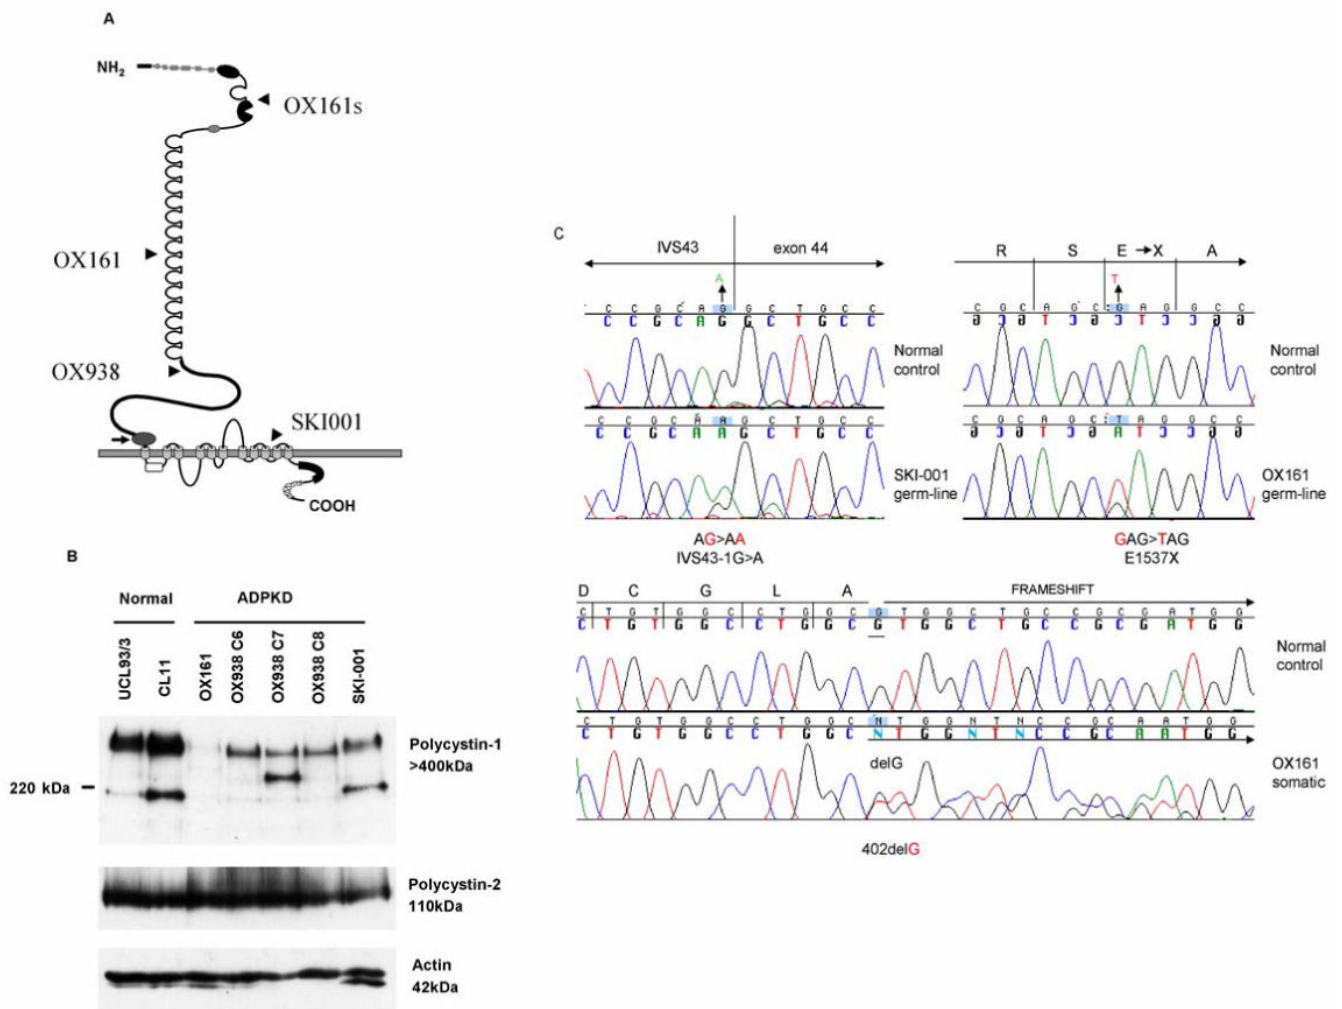 A
NH₂
OX161s
OX161
OX938
SKI001
COOH
B
Normal ADPKD
UCL93/3
CL11
OX161
OX938 C6
OX938 C7
OX938 C8
SKI-001
Polycystin-1
>400kDa
220 kDa
Polycystin-2
110kDa
Actin
42kDa
C
IVS43 exon 44
A
C C G C A G G C T G C C
C C G C A G G C T G C C
Normal
control
C C G C A A G C T G C C
C C G C A A G C T G C C
SKI-001
germ-line
AG>AA
IVS43-1G>A
R S E → X A
T
C G C A G C G A G G C C
Normal
control
C G C A G C T A G G C C
OX161
germ-line
GAG>TAG
E1537X
D C G L A FRAMESHIFT
C T G T G G C C T G G C G T G G C T G C C G C G A T G G
C T G T G G C C T G G C G T G G C T G C C G C G A T G G
Normal
control
C T G T G G C C T G G C N T G G N T N C C G C A A T G G
C T G T G G C C T G G C N T G G N T N C C G C A A T G G
delG
OX161
somatic
402delG